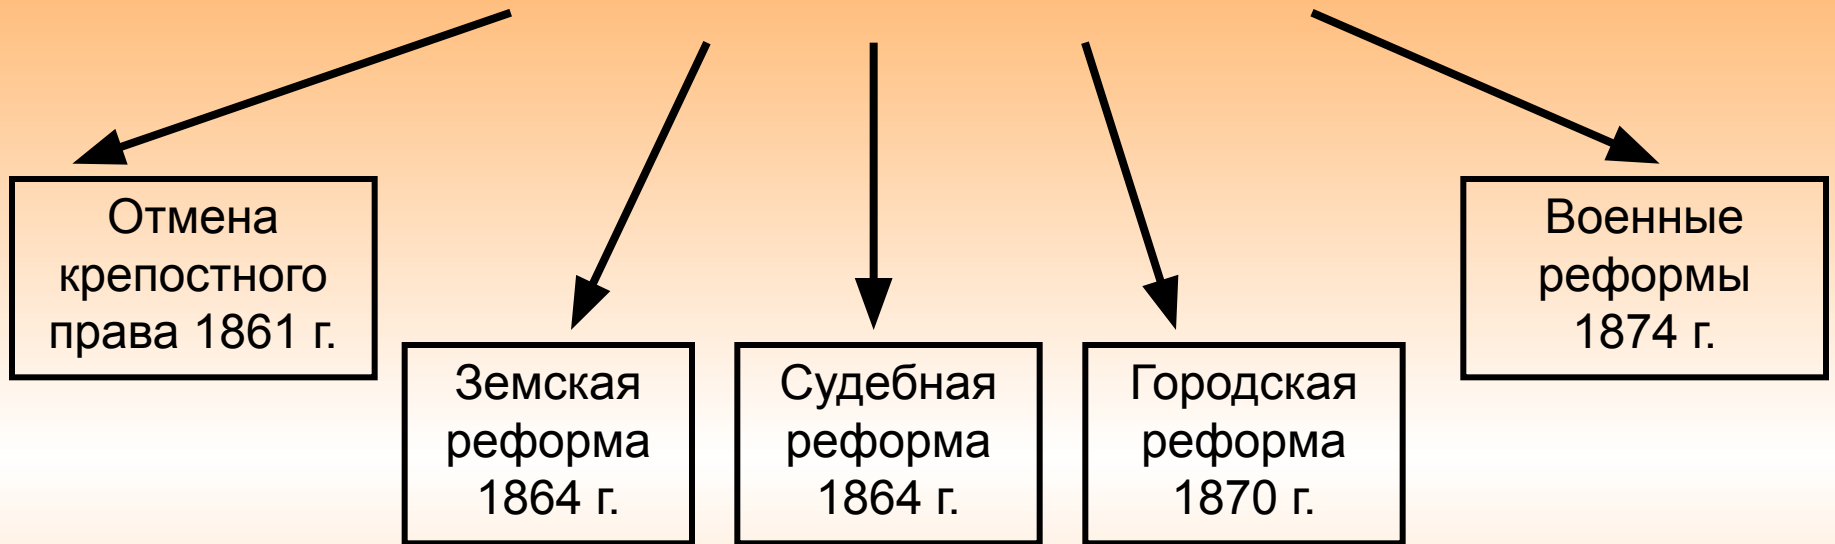 Отмена
крепостного
права 1861 г.
Земская
реформа
1864 г.
Судебная
реформа
1864 г.
Городская
реформа
1870 г.
Военные
реформы
1874 г.